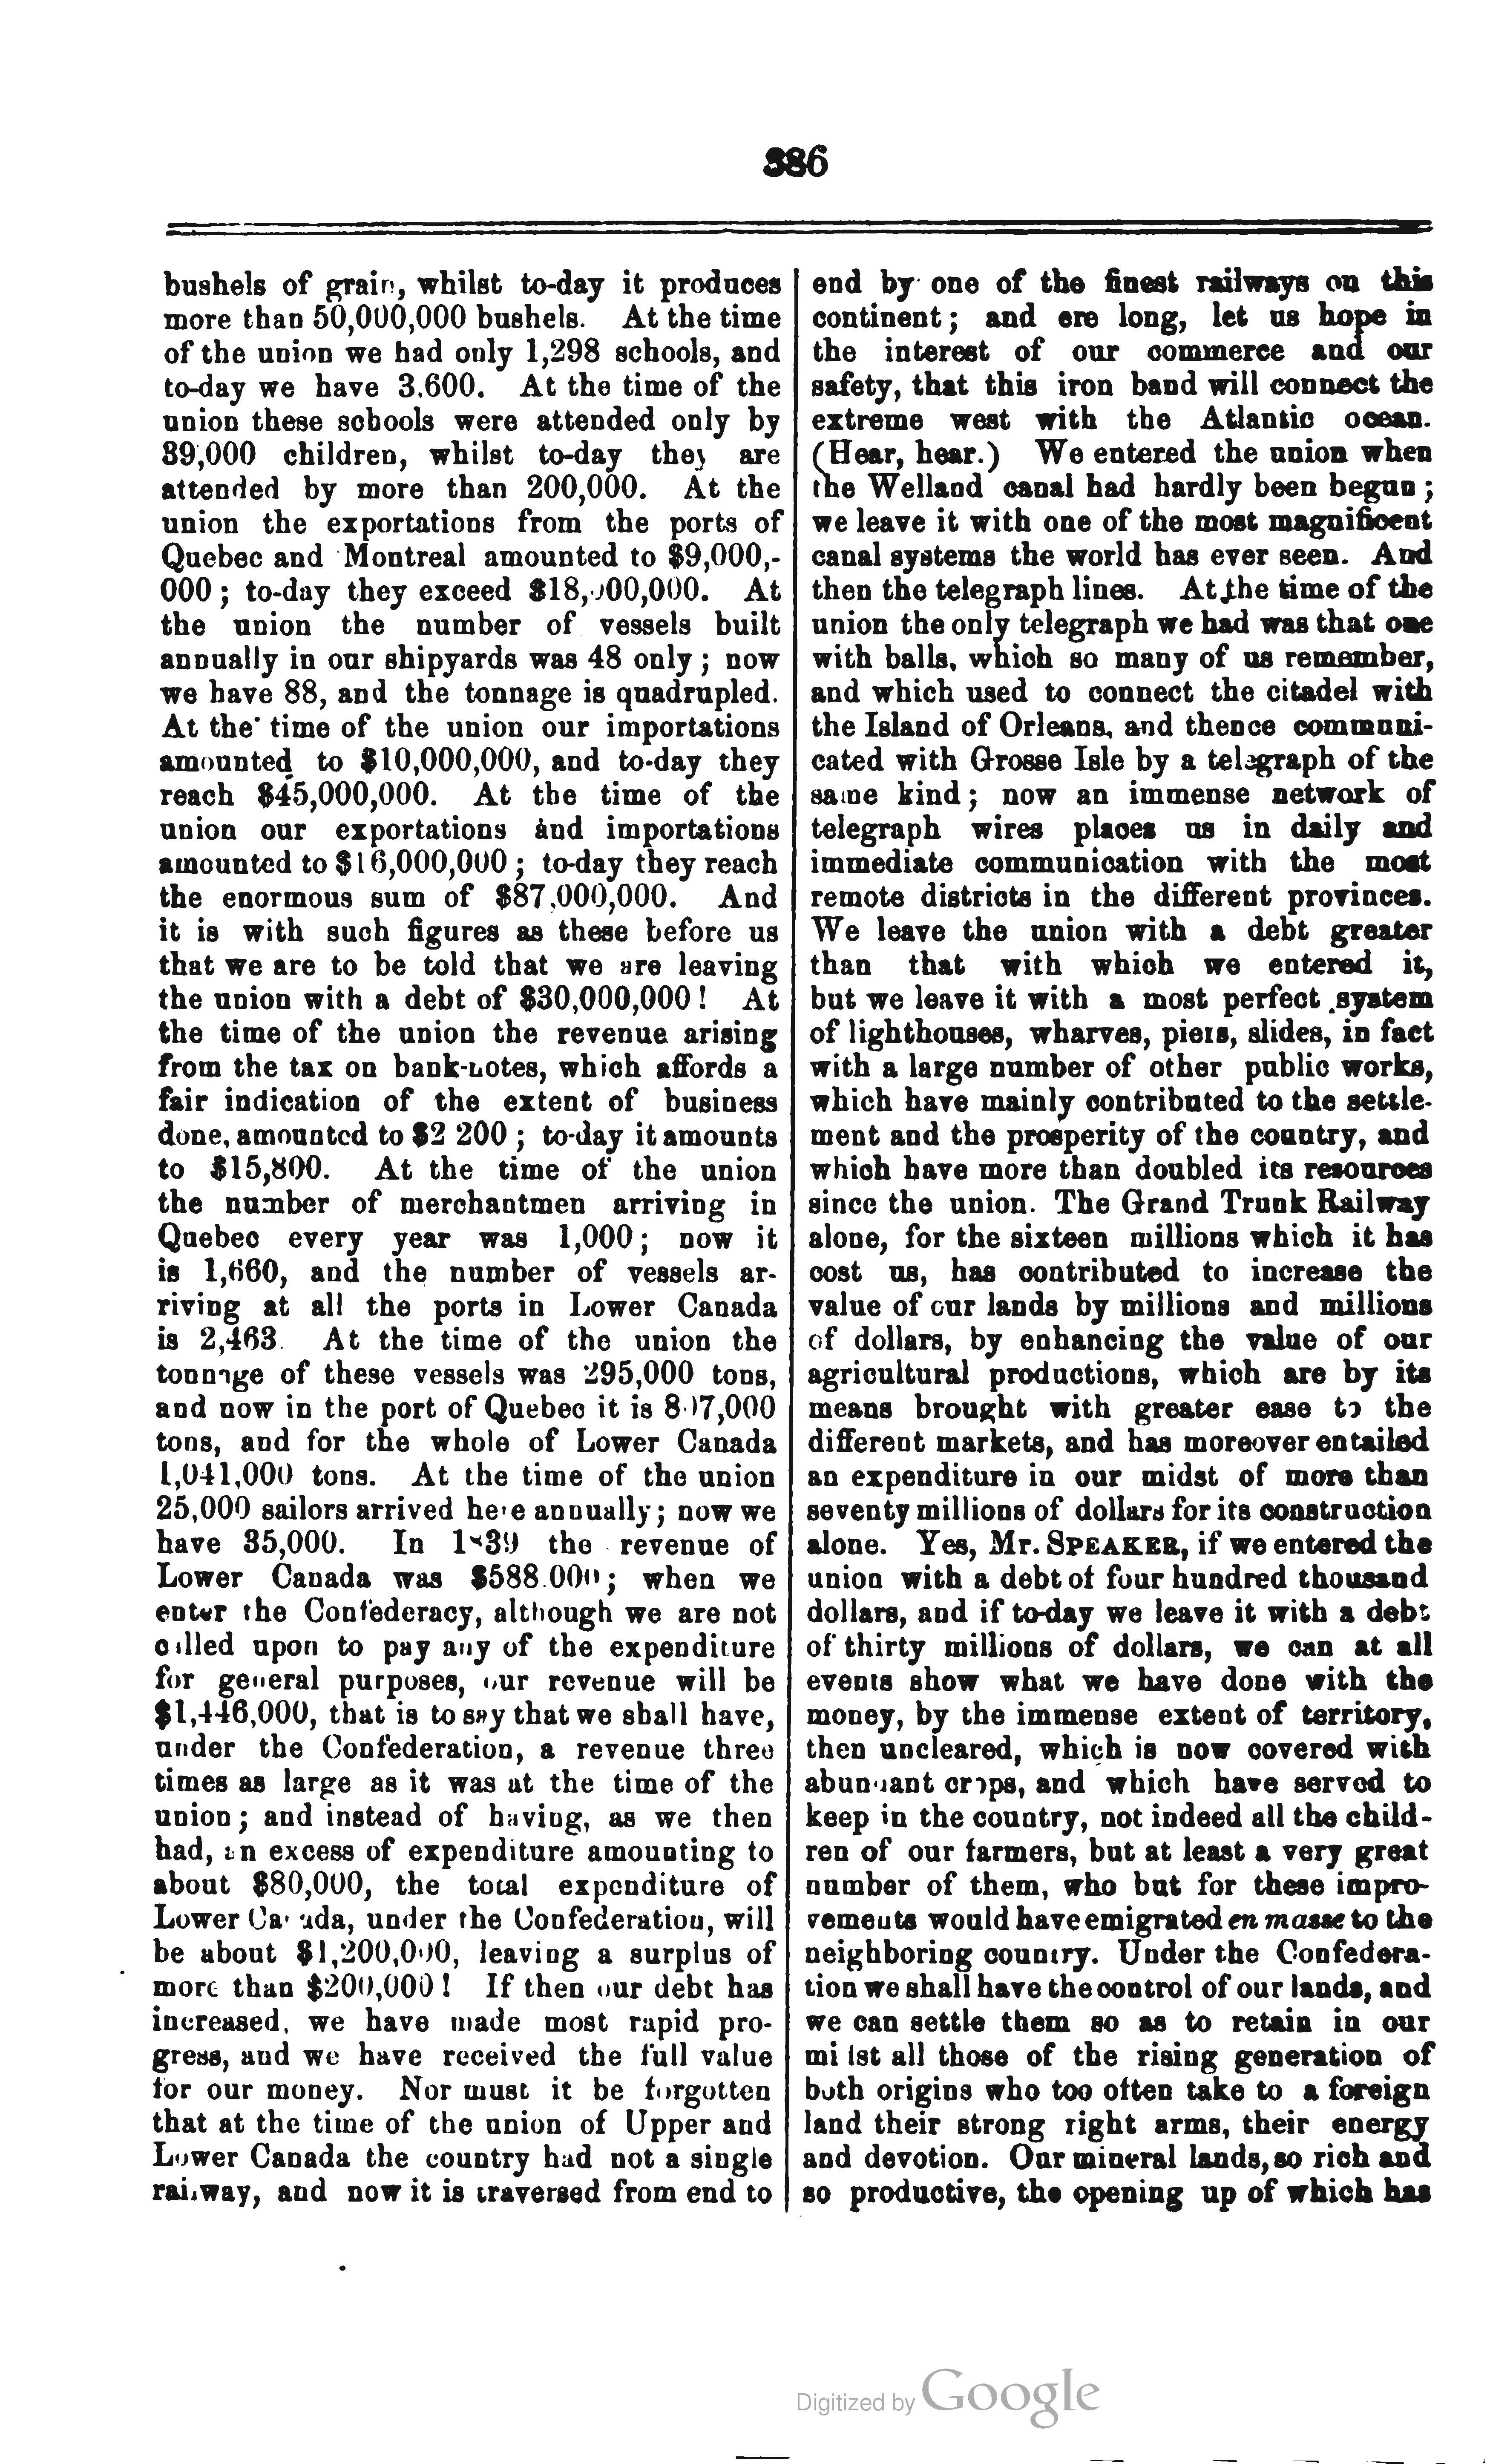 386
bushels of grain, whilst to-day it produces
more than 50,000,000 bushels. At the time
of the union we had only 1,298 schools, and
to-day we have 3,600. At the time of the
union these schools were attended only by
39,000 children, whilst to-day they are
attended by more than 200,000. At the
union the exportations from the ports of
Quebec and Montreal amounted to $9,000,-
000; to-day they exceed $18,000,000. At
the union the number of vessels built
annually in our shipyards was 48 only; now
we have 88, and the tonnage is quadrupled.
At the time of the union our importations
amounted to $10,000,000, and to-day they
reach $45,000,000. At the time of the
union our exportations and importations
amounted to $16,000,000; to-day they reach
the enormous sum of $87,000,000. And
it is with such figures as these before us
that we are to be told that we are leaving
the union with a debt of $30,000,000! At
the time of the union the revenue arising
from the tax on bank-notes, which affords a
fair indication of the extent of business
done, amounted to $2 200; to-day it amounts
to $15,800. At the time of the union
the number of merchantmen arriving in
Quebec every year was 1,000; now it
is 1,660, and the number of vessels ar-
riving at all the ports in Lower Canada
is 2,463. At the time of the union the
tonnage of these vessels was 295,000 tons,
and now in the port of Quebec it is 807,000
tons, and for the whole of Lower Canada
1,041,000 tons. At the time of the union
25,000 sailors arrived here annually; now we
have 35,000. In 1839 the revenue of
Lower Canada was $588.000; when we
enter the Confederacy, although we are not
called upon to pay any of the expenditure
for general purposes, our revenue will be
$1,446,000, that is to say that we shall have,
under the Confederation, a revenue three
times as large as it was at the time of the
union; and instead of having, as we then
had, an excess of expenditure amounting to
about $80,000, the total expenditure of
Lower Canada, under the Confederation, will
be about $1,200,000, leaving a surplus of
more than $200,000! If then our debt has
increased, we have made most rapid pro-
gress, and we have received the full value
for our money. Nor must it be forgotten
that at the time of the union of Upper and
Lower Canada the country had not a single
railway, and now it is traversed from end to
end by one of the finest railways on this
continent; and ere long, let us hope in
the interest of our commerce and our
safety, that this iron band will connect the
extreme west with the Atlantic ocean.
(Hear, hear.) We entered the union when
the Welland canal had hardly been begun;
we leave it with one of the most magnificent
canal systems the world has ever seen. And
then the telegraph lines. At the time of the
union the only telegraph we had was that one
with balls, which so many of us remember,
and which used to connect the citadel with
the Island of Orleans, and thence communi-
cated with Grosse Isle by a telegraph of the
same kind; now an immense network of
telegraph wires places us in daily and
immediate communication with the most
remote districts in the different provinces.
We leave the union with a debt greater
than that with which we entered it,
but we leave it with a most perfect system
of lighthouses, wharves, piers, slides, in fact
with a large number of other public works,
which have mainly contributed to the settle-
ment and the prosperity of the country, and
which have more than doubled its resources
since the union. The Grand Trunk Railway
alone, for the sixteen millions which it has
cost us, has contributed to increase the
value of our lands by millions and millions
of dollars, by enhancing the value of our
agricultural productions, which are by its
means brought with greater ease to the
different markets, and has moreover entailed
an expenditure in our midst of more than
seventy millions of dollars for its construction
alone. Yes, Mr. SPEAKER, if we entered the
union with a debt of four hundred thousand
dollars, and if to-day we leave it with a debt
of thirty millions of dollars, we can at all
events show what we have done with the
money, by the immense extent of territory,
then uncleared, which is now covered with
abundant crops, and which have served to
keep in the country, not indeed all the child-
ren of our farmers, but at least a very great
number of them, who but for these impro-
vements would have emigrated en masse to the
neighboring country. Under the Confedera-
tion we shall have the control of our lands, and
we can settle them so as to retain in our
midst all those of the rising generation of
both origins who too often take to a foreign
land their strong right arms, their energy
and devotion. Our mineral lands, so rich and
so productive, the opening up of which has
Digitized by Google